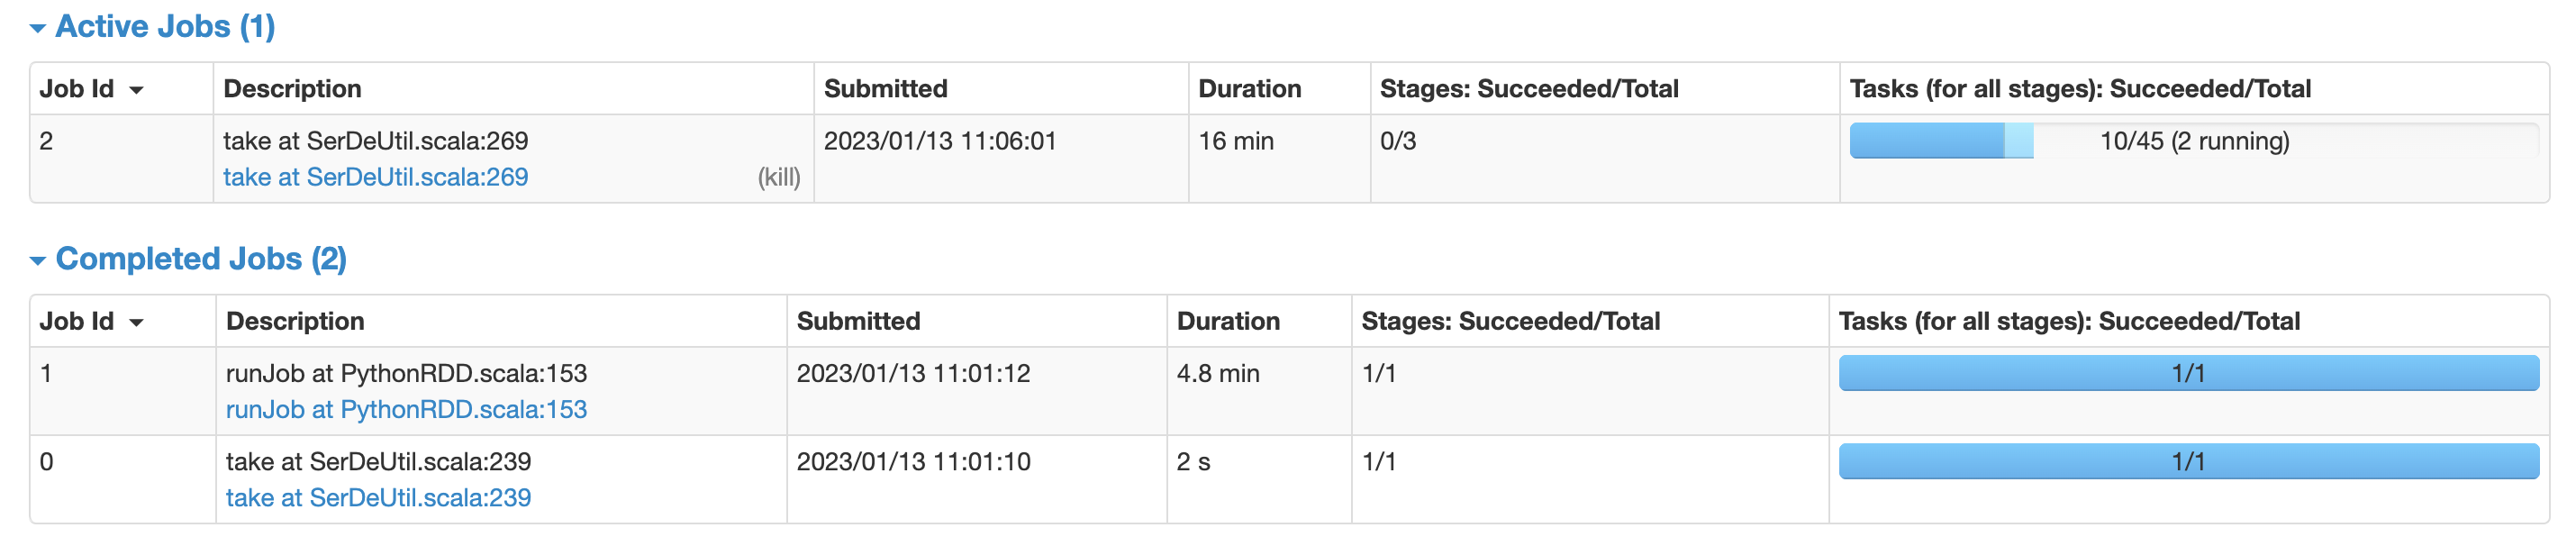 Active Jobs (1)
Job Id Description Submitted Duration Stages: Succeeded/Total Tasks (for all stages): Succeeded/Total
2 take at SerDeUtil.scala:269 2023/01/13 11:06:01 16 min 0/3 10/45 (2 running)
take at SerDeUtil.scala:269 (kill)
Completed Jobs (2)
Job Id Description Submitted Duration Stages: Succeeded/Total Tasks (for all stages): Succeeded/Total
1 runJob at PythonRDD.scala:153 2023/01/13 11:01:12 4.8 min 1/1 1/1
runJob at PythonRDD.scala:153
0 take at SerDeUtil.scala:239 2023/01/13 11:01:10 2 s 1/1 1/1
take at SerDeUtil.scala:239